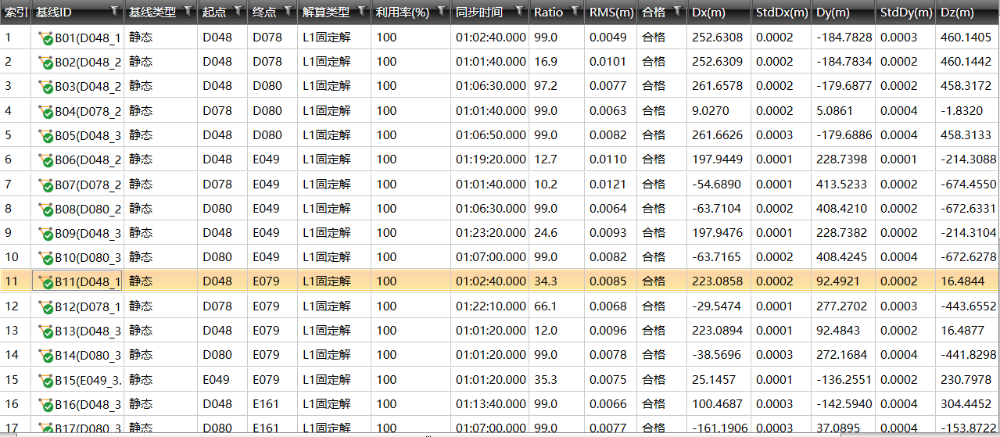 索引 基线ID 基线类型 起点 终点 解算类型 利用率(%) 同步时间 Ratio RMS(m) 合格 Dx(m) StdDx(m) Dy(m) StdDy(m) Dz(m)
1 B01(D048_1 静态 D048 D078 L1固定解 100 01:02:40.000 99.0 0.0049 合格 252.6308 0.0002 -184.7828 0.0003 460.1405
2 B02(D048_2 静态 D048 D078 L1固定解 100 01:01:40.000 16.9 0.0101 合格 252.6309 0.0002 -184.7834 0.0002 460.1442
3 B03(D048_2 静态 D048 D080 L1固定解 100 01:06:30.000 97.2 0.0077 合格 261.6578 0.0002 -179.6877 0.0002 458.3172
4 B04(D078_2 静态 D078 D080 L1固定解 100 01:01:40.000 99.0 0.0063 合格 9.0270 0.0002 5.0861 0.0004 -1.8320
5 B05(D048_3 静态 D048 D080 L1固定解 100 01:06:50.000 99.0 0.0082 合格 261.6626 0.0003 -179.6886 0.0004 458.3133
6 B06(D048_2 静态 D048 E049 L1固定解 100 01:19:20.000 12.7 0.0110 合格 197.9449 0.0001 228.7398 0.0001 -214.3088
7 B07(D078_2 静态 D078 E049 L1固定解 100 01:01:40.000 10.2 0.0121 合格 -54.6890 0.0001 413.5233 0.0002 -674.4550
8 B08(D080_2 静态 D080 E049 L1固定解 100 01:06:30.000 99.0 0.0064 合格 -63.7104 0.0002 408.4210 0.0002 -672.6331
9 B09(D048_3 静态 D048 E049 L1固定解 100 01:23:20.000 24.6 0.0093 合格 197.9476 0.0001 228.7382 0.0002 -214.3104
10 B10(D080_3 静态 D080 E049 L1固定解 100 01:07:00.000 99.0 0.0082 合格 -63.7165 0.0002 408.4245 0.0004 -672.6278
11 B11(D048_1 静态 D048 E079 L1固定解 100 01:02:40.000 34.3 0.0085 合格 223.0858 0.0002 92.4921 0.0002 16.4844
12 B12(D078_1 静态 D078 E079 L1固定解 100 01:22:10.000 66.1 0.0068 合格 -29.5474 0.0001 277.2702 0.0003 -443.6552
13 B13(D048_3 静态 D048 E079 L1固定解 100 01:01:20.000 12.0 0.0096 合格 223.0894 0.0001 92.4843 0.0002 16.4877
14 B14(D080_3 静态 D080 E079 L1固定解 100 01:01:20.000 99.0 0.0078 合格 -38.5696 0.0003 272.1684 0.0004 -441.8298
15 B15(E049_3. 静态 E049 E079 L1固定解 100 01:01:20.000 35.3 0.0075 合格 25.1457 0.0001 -136.2551 0.0002 230.7978
16 B16(D048_3 静态 D048 E161 L1固定解 100 01:13:40.000 99.0 0.0066 合格 100.4687 0.0003 -142.5940 0.0004 304.4452
17 B17(D080_3 静态 D080 E161 L1固定解 100 01:07:00.000 99.0 0.0077 合格 -161.1906 0.0003 37.0895 0.0004 -153.8722